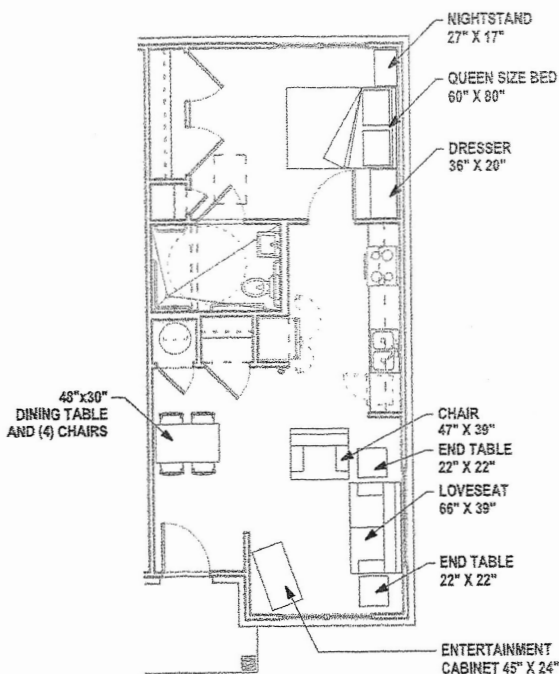 NIGHTSTAND
27" X 17"
QUEEN SIZE BED
60" X 80"
DRESSER
36" X 20"
48"x30"
DINING TABLE
AND (4) CHAIRS
CHAIR
47" X 39"
END TABLE
22" X 22"
LOVESEAT
66" X 39"
END TABLE
22" X 22"
ENTERTAINMENT
CABINET 45" X 24"